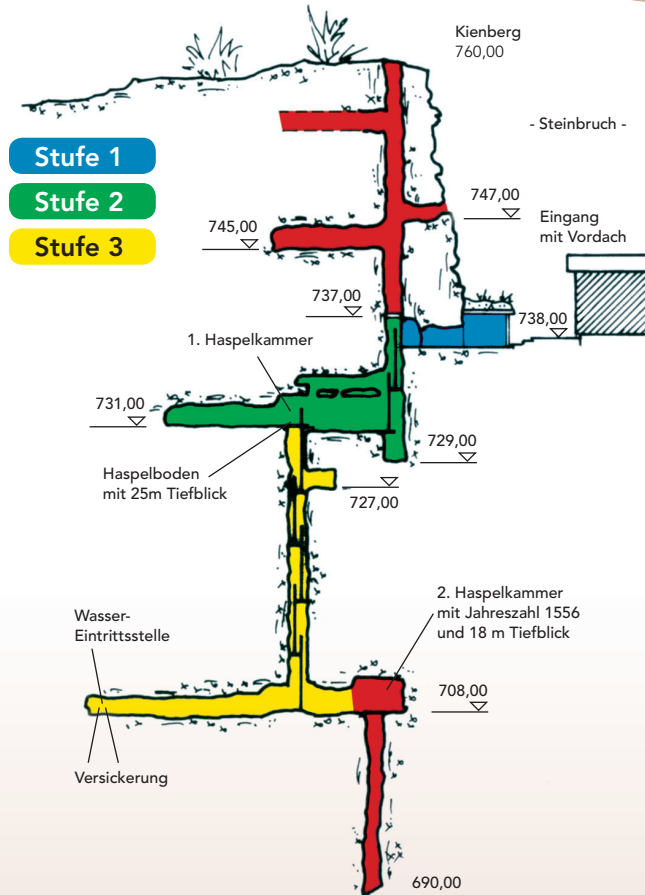 Kienberg
760,00
- Steinbruch -
Stufe 1
Stufe 2
Stufe 3
747,00
745,00
Eingang
mit Vordach
737,00
738,00
1. Haspelkammer
731,00
729,00
Haspelboden
mit 25m Tiefblick
727,00
2. Haspelkammer
mit Jahreszahl 1556
und 18 m Tiefblick
Wasser-
Eintrittsstelle
708,00
Versickerung
690,00